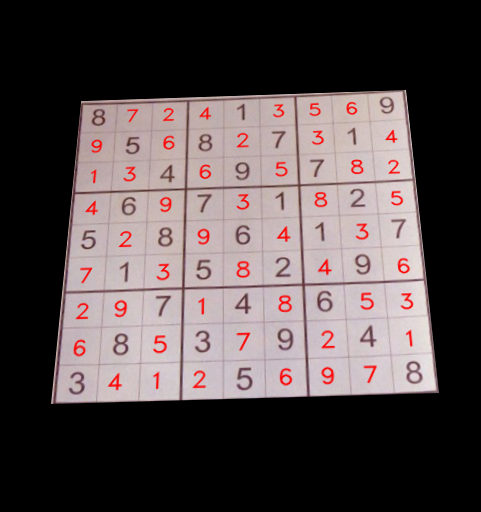 8 7 2 4 1 3 5 6 9
9 5 6 8 2 7 3 1 4
1 3 4 6 9 5 7 8 2
4 6 9 7 3 1 8 2 5
5 2 8 9 6 4 1 3 7
7 1 3 5 8 2 4 9 6
2 9 7 1 4 8 6 5 3
6 8 5 3 7 9 2 4 1
3 4 1 2 5 6 9 7 8